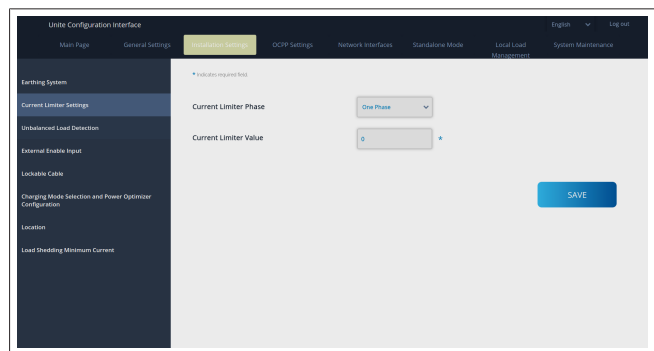 Unite Configuration Interface
English
Log out
Main Page
General Settings
Installation Settings
OCPP Settings
Network Interfaces
Standalone Mode
Local Load
Management
System Maintenance
* Indicates required field.
Earthing System
Current Limiter Settings
Unbalanced Load Detection
External Enable Input
Lockable Cable
Charging Mode Selection and Power Optimizer
Configuration
Location
Load Shedding Minimum Current
Current Limiter Phase
One Phase
Current Limiter Value
0
*
SAVE